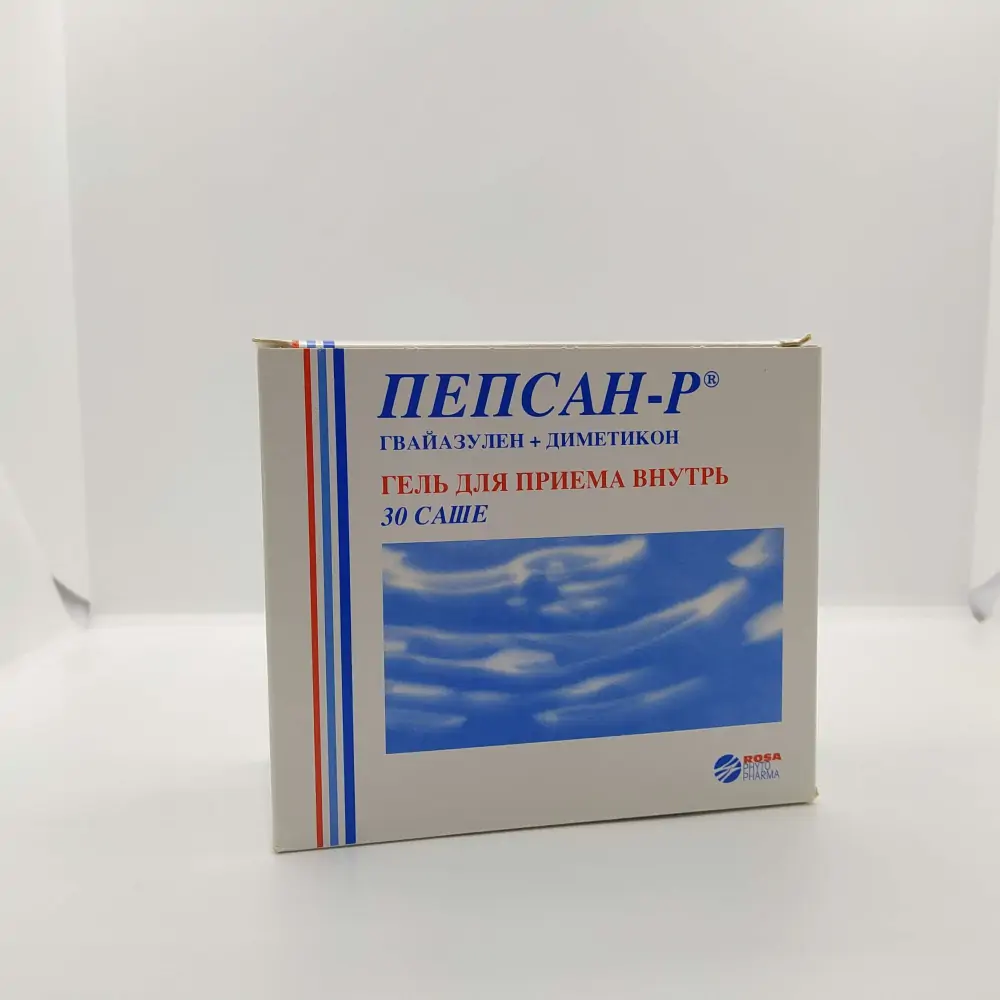 ПЕПСАН-Р®
ГВАЙАЗУЛЕН + ДИМЕТИКОН
ГЕЛЬ ДЛЯ ПРИЕМА ВНУТРЬ
30 САШЕ
ROSA
PHYTO
PHARMA